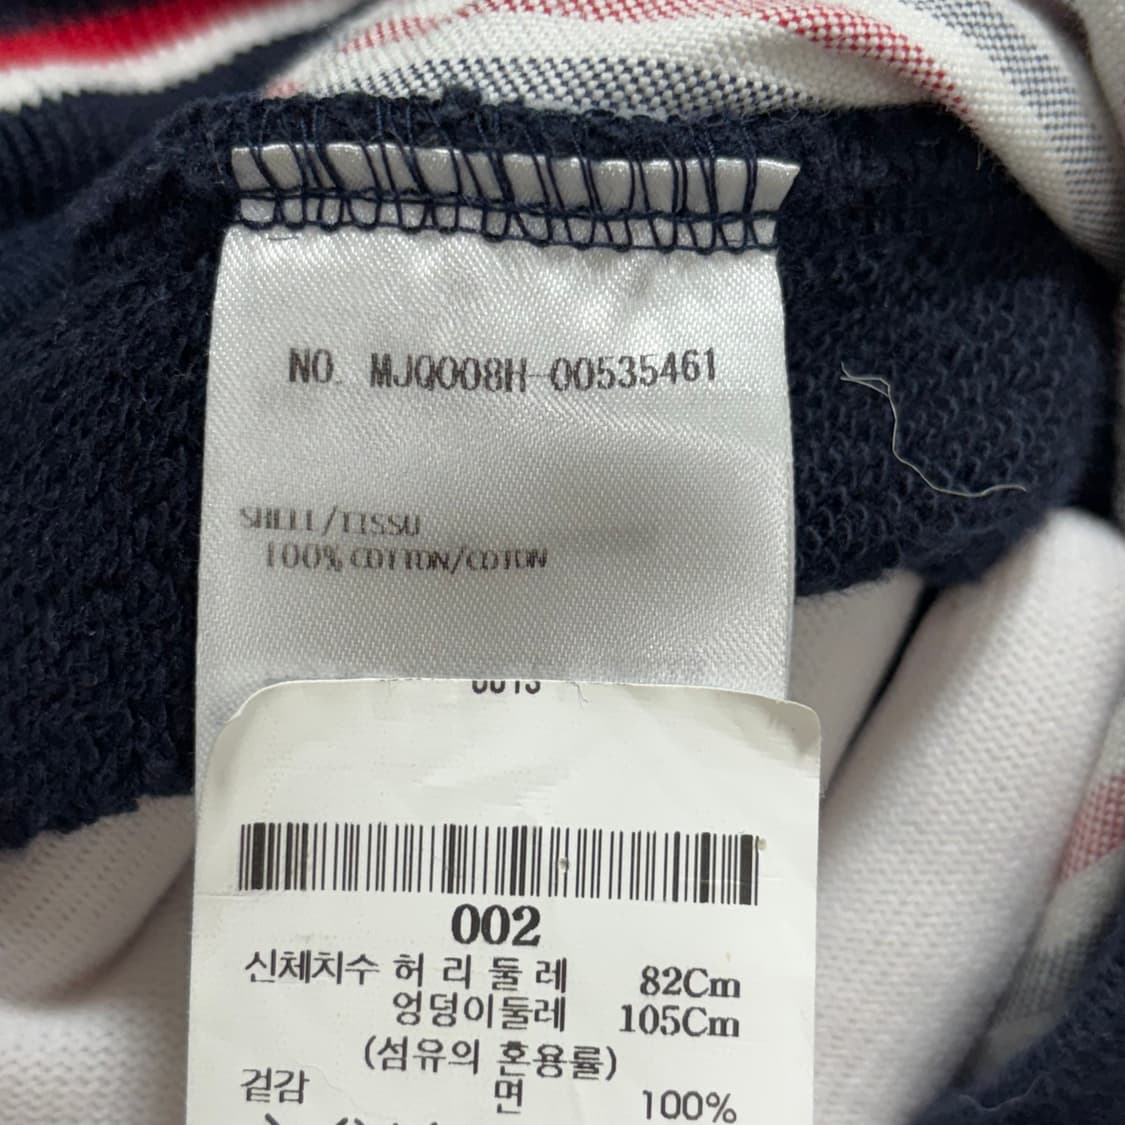 NO. MJQ008H-00535461
SHELL/TISSU
100% COTTON/COTON
002
신체치수 허 리 둘 레 82Cm
엉덩이둘레 105Cm
(섬유의 혼용률)
겉감 면 100%